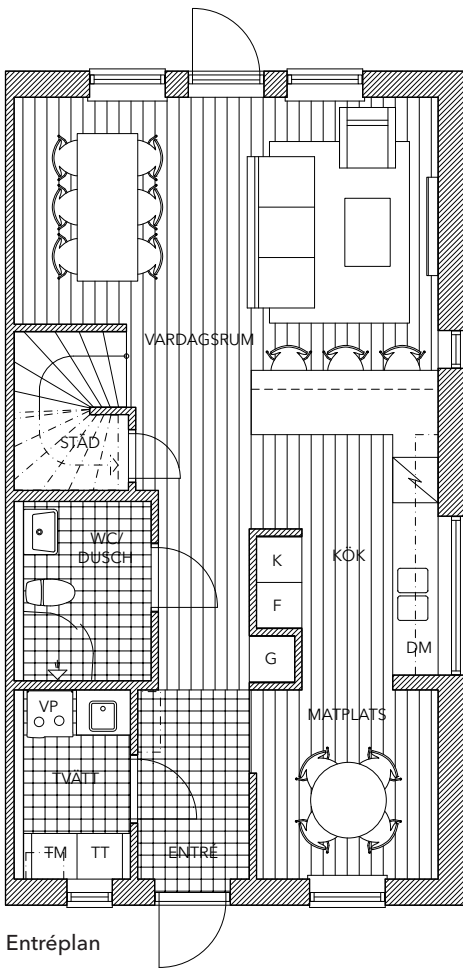 VARDAGSRUM
STÄD
WC/
DUSCH
K
KÖK
F
G
DM
VP
MATPLATS
TVÄTT
TM
TT
ENTRÉ
Entréplan